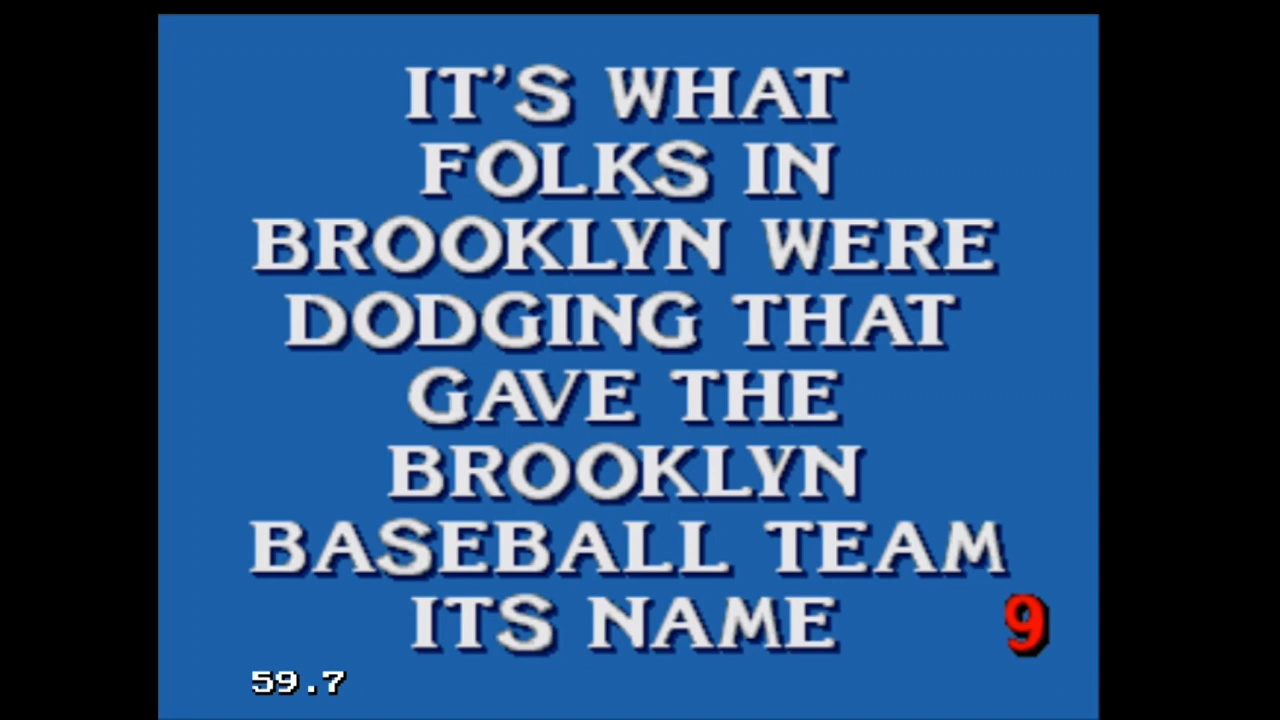 IT'S WHAT
FOLKS IN
BROOKLYN WERE
DODGING THAT
GAVE THE
BROOKLYN
BASEBALL TEAM
ITS NAME
9
59.7